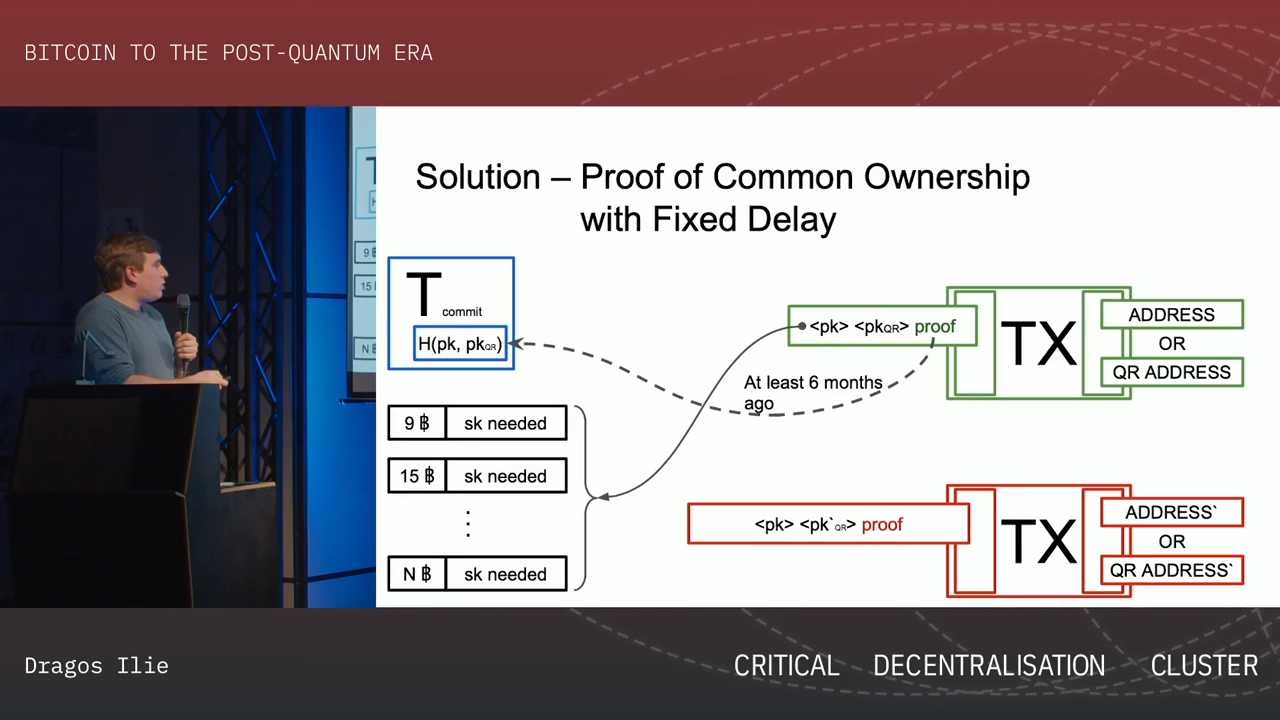 BITCOIN TO THE POST-QUANTUM ERA
Solution – Proof of Common Ownership
with Fixed Delay
T commit
H(pk, pkQR)
9 ฿ sk needed
15 ฿ sk needed
⋮
N ฿ sk needed
<pk> <pkQR> proof
At least 6 months
ago
TX
ADDRESS
OR
QR ADDRESS
<pk> <pk`QR> proof
TX
ADDRESS`
OR
QR ADDRESS`
T
H
9 ฿
15
N
Dragos Ilie
CRITICAL DECENTRALISATION CLUSTER